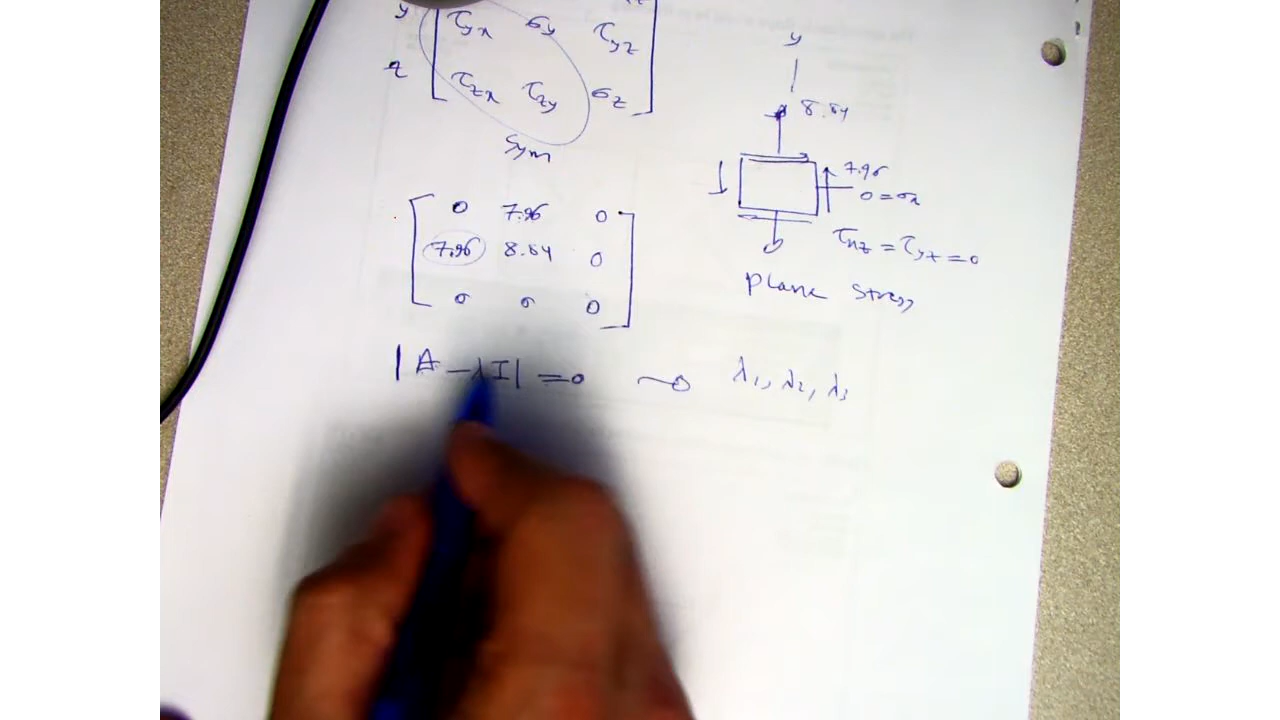 y τyx σy τyz
z τzx τzy σz
Sym
y
8.84
7.96
0 = σx
τxz = τyz = 0
Plane stress
0 7.96 0
7.96 8.84 0
0 0 0
|A - λI| = 0 λ1, λ2, λ3